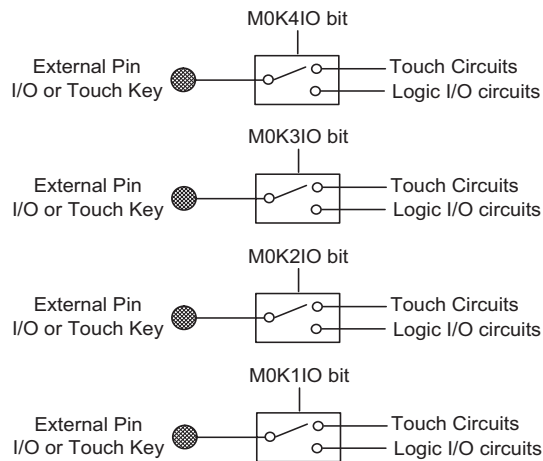 M0K4IO bit
External Pin
I/O or Touch Key
Touch Circuits
Logic I/O circuits
M0K3IO bit
External Pin
I/O or Touch Key
Touch Circuits
Logic I/O circuits
M0K2IO bit
External Pin
I/O or Touch Key
Touch Circuits
Logic I/O circuits
M0K1IO bit
External Pin
I/O or Touch Key
Touch Circuits
Logic I/O circuits